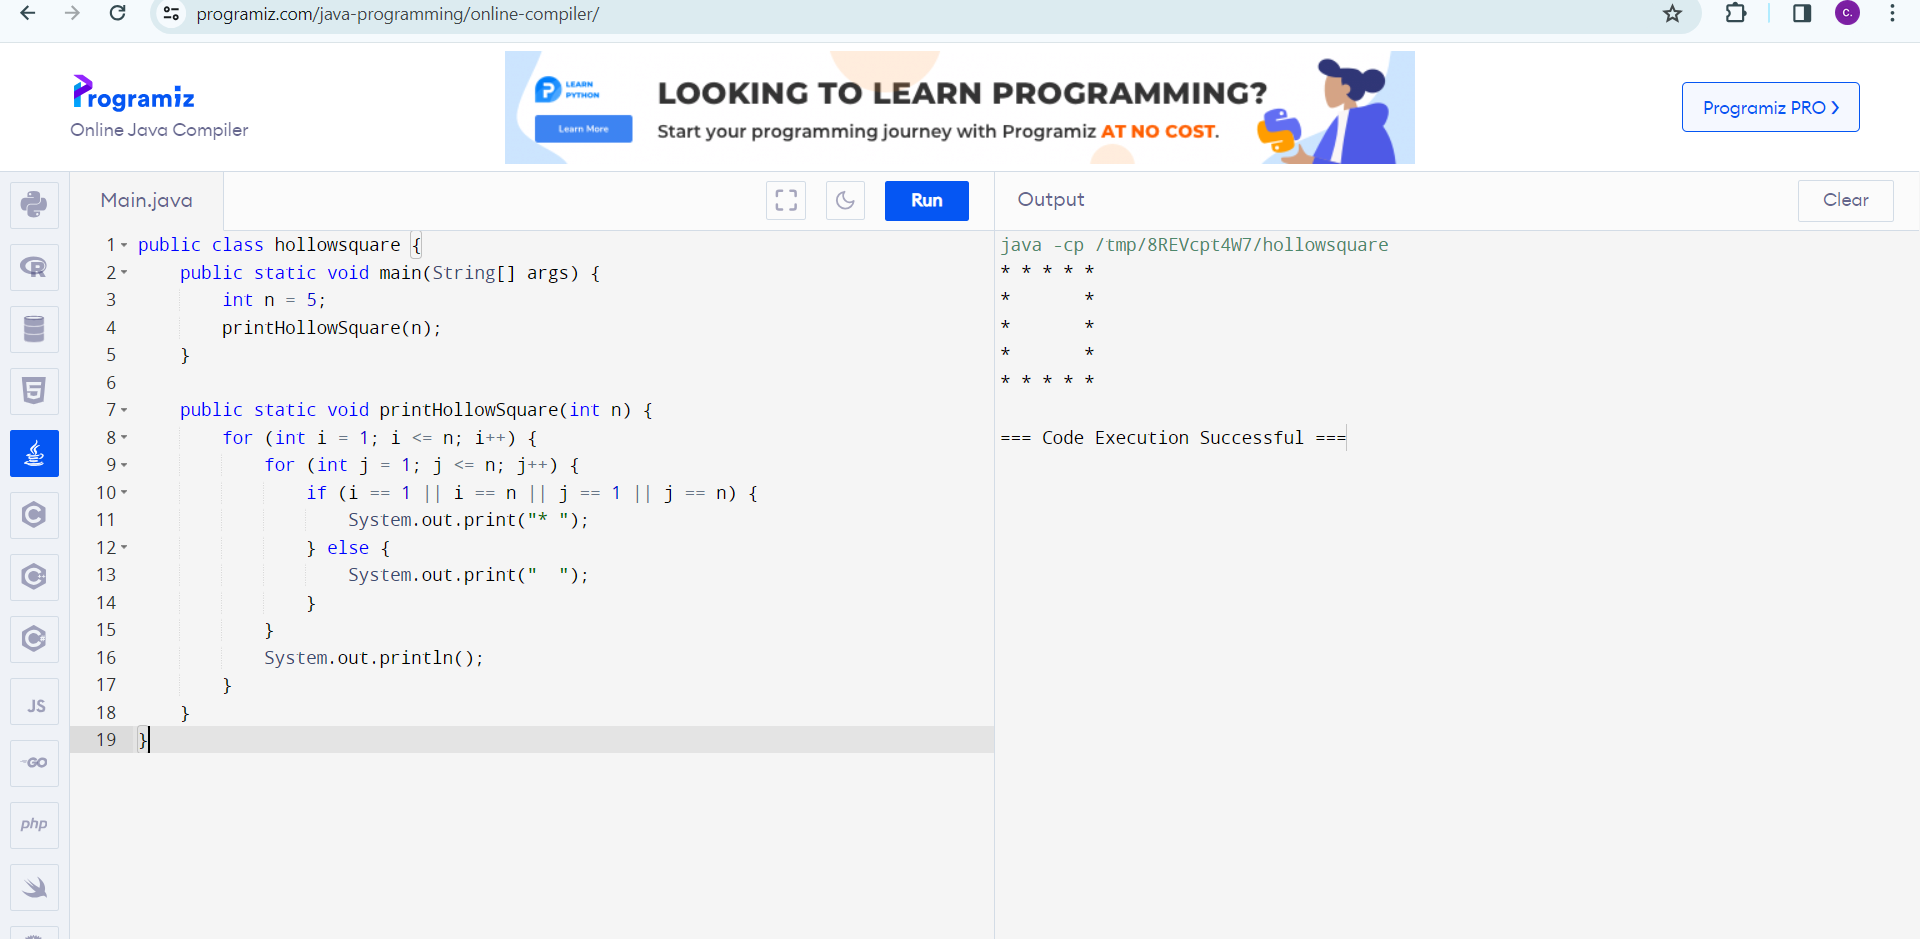 programiz.com/java-programming/online-compiler/
c.
Programiz
Online Java Compiler
LEARN
PYTHON
Learn More
LOOKING TO LEARN PROGRAMMING?
Start your programming journey with Programiz AT NO COST.
Programiz PRO
Main.java
Run
Output
Clear
1 public class hollowsquare {
2     public static void main(String[] args) {
3         int n = 5;
4         printHollowSquare(n);
5     }
6
7     public static void printHollowSquare(int n) {
8         for (int i = 1; i <= n; i++) {
9             for (int j = 1; j <= n; j++) {
10                 if (i == 1 || i == n || j == 1 || j == n) {
11                     System.out.print("* ");
12                 } else {
13                     System.out.print("  ");
14                 }
15             }
16             System.out.println();
17         }
18     }
19 }
java -cp /tmp/8REVcpt4W7/hollowsquare
* * * * *
*       *
*       *
*       *
* * * * *
=== Code Execution Successful ===
JS
GO
php